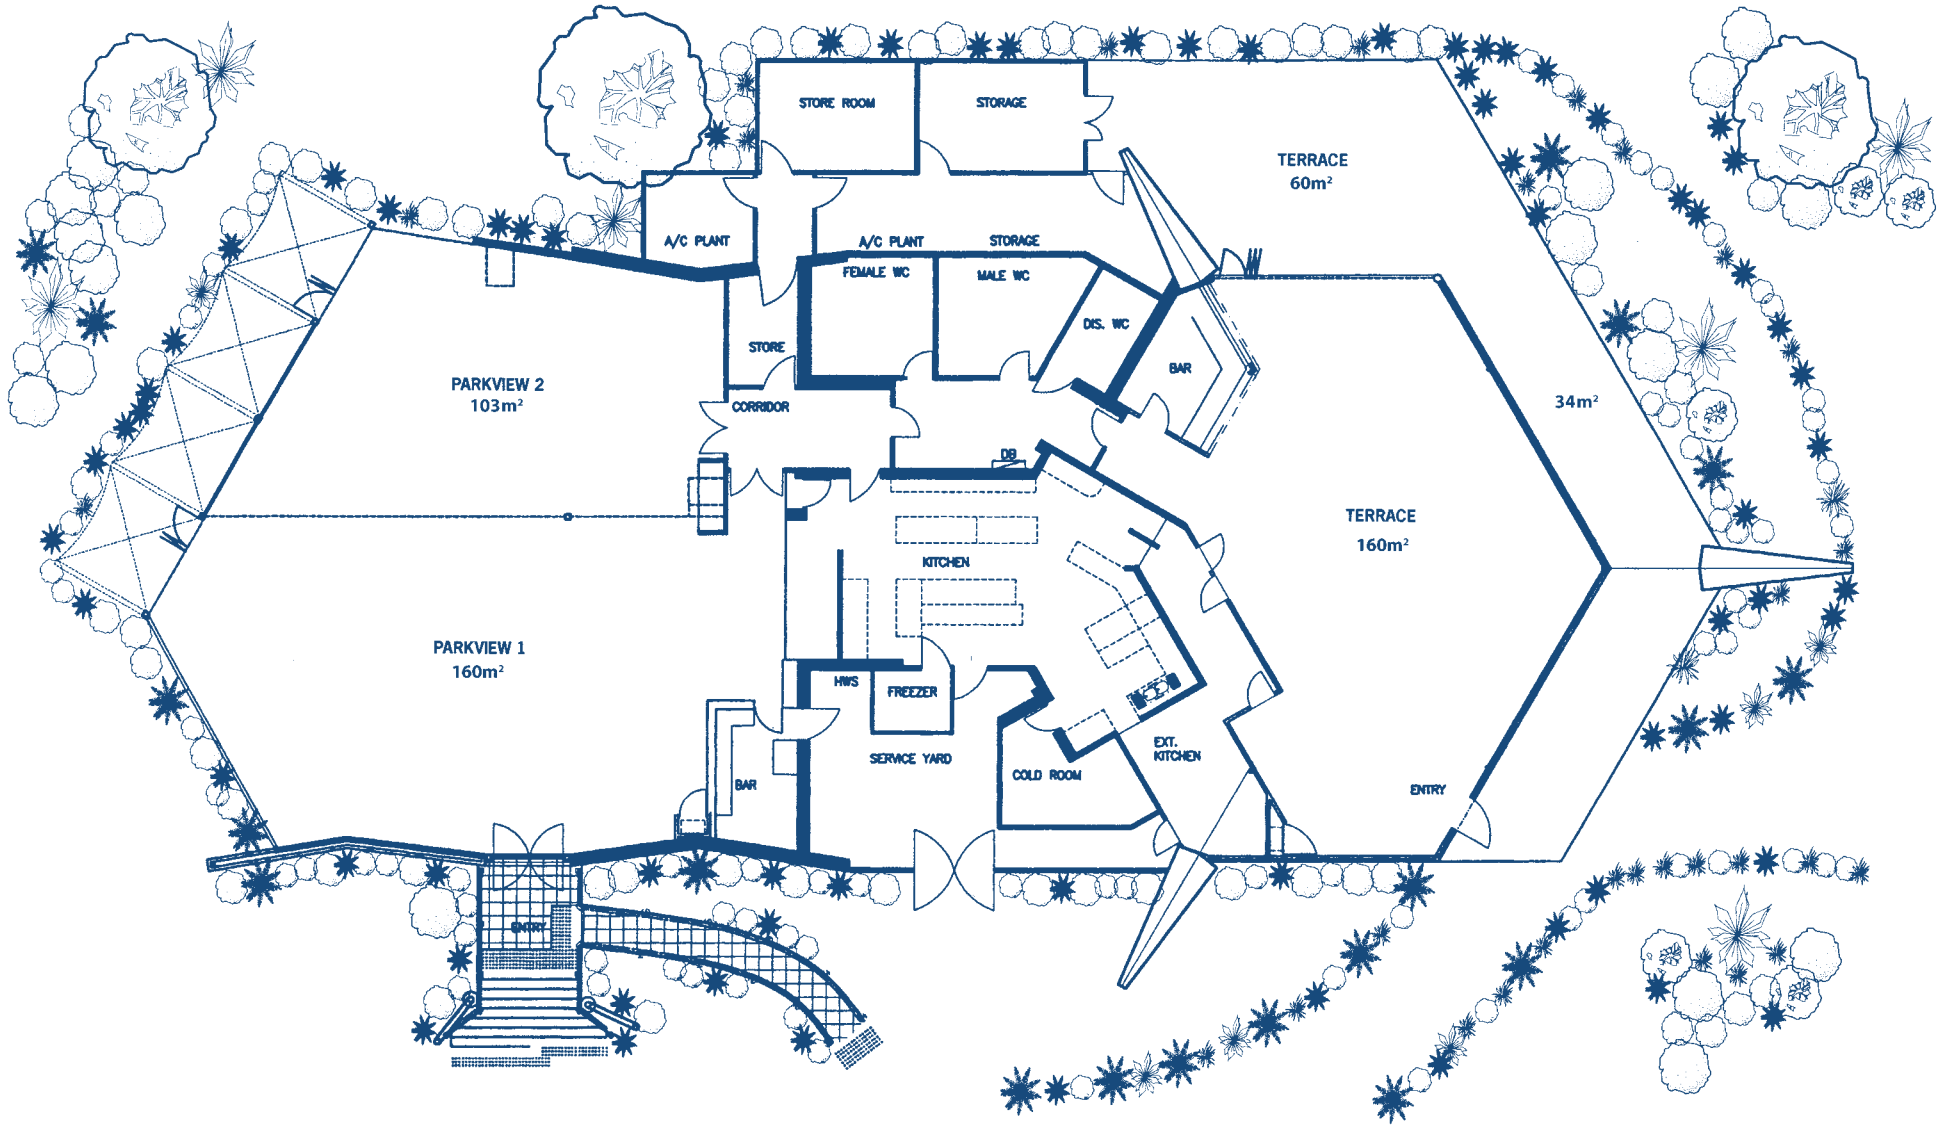 STORE ROOM
STORAGE
TERRACE
60m²
A/C PLANT
A/C PLANT
STORAGE
FEMALE WC
MALE WC
DIS. WC
STORE
BAR
PARKVIEW 2
103m²
CORRIDOR
34m²
DB
TERRACE
160m²
KITCHEN
PARKVIEW 1
160m²
HWS
FREEZER
SERVICE YARD
EXT.
KITCHEN
COLD ROOM
BAR
ENTRY
ENTRY